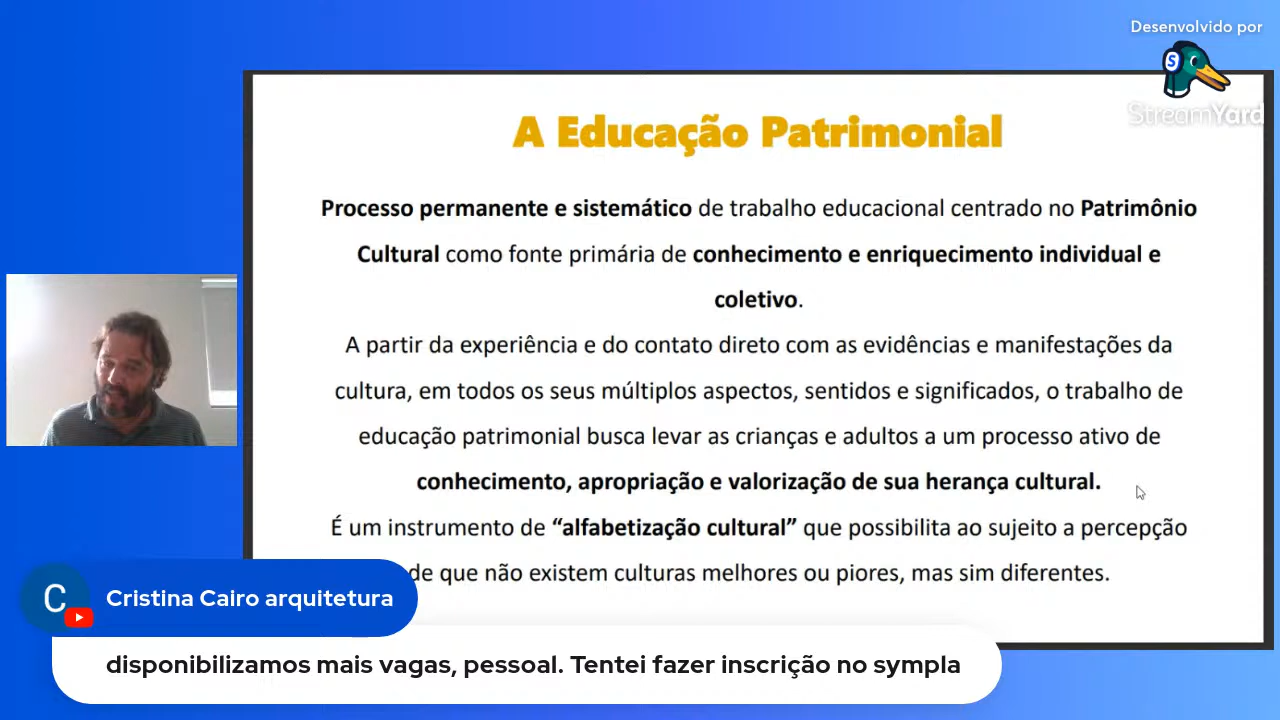 Desenvolvido por
S
StreamYard
A Educação Patrimonial
Processo permanente e sistemático de trabalho educacional centrado no Patrimônio
Cultural como fonte primária de conhecimento e enriquecimento individual e
coletivo.
A partir da experiência e do contato direto com as evidências e manifestações da
cultura, em todos os seus múltiplos aspectos, sentidos e significados, o trabalho de
educação patrimonial busca levar as crianças e adultos a um processo ativo de
conhecimento, apropriação e valorização de sua herança cultural.
É um instrumento de “alfabetização cultural” que possibilita ao sujeito a percepção
de que não existem culturas melhores ou piores, mas sim diferentes.
C
Cristina Cairo arquitetura
disponibilizamos mais vagas, pessoal. Tentei fazer inscrição no sympla